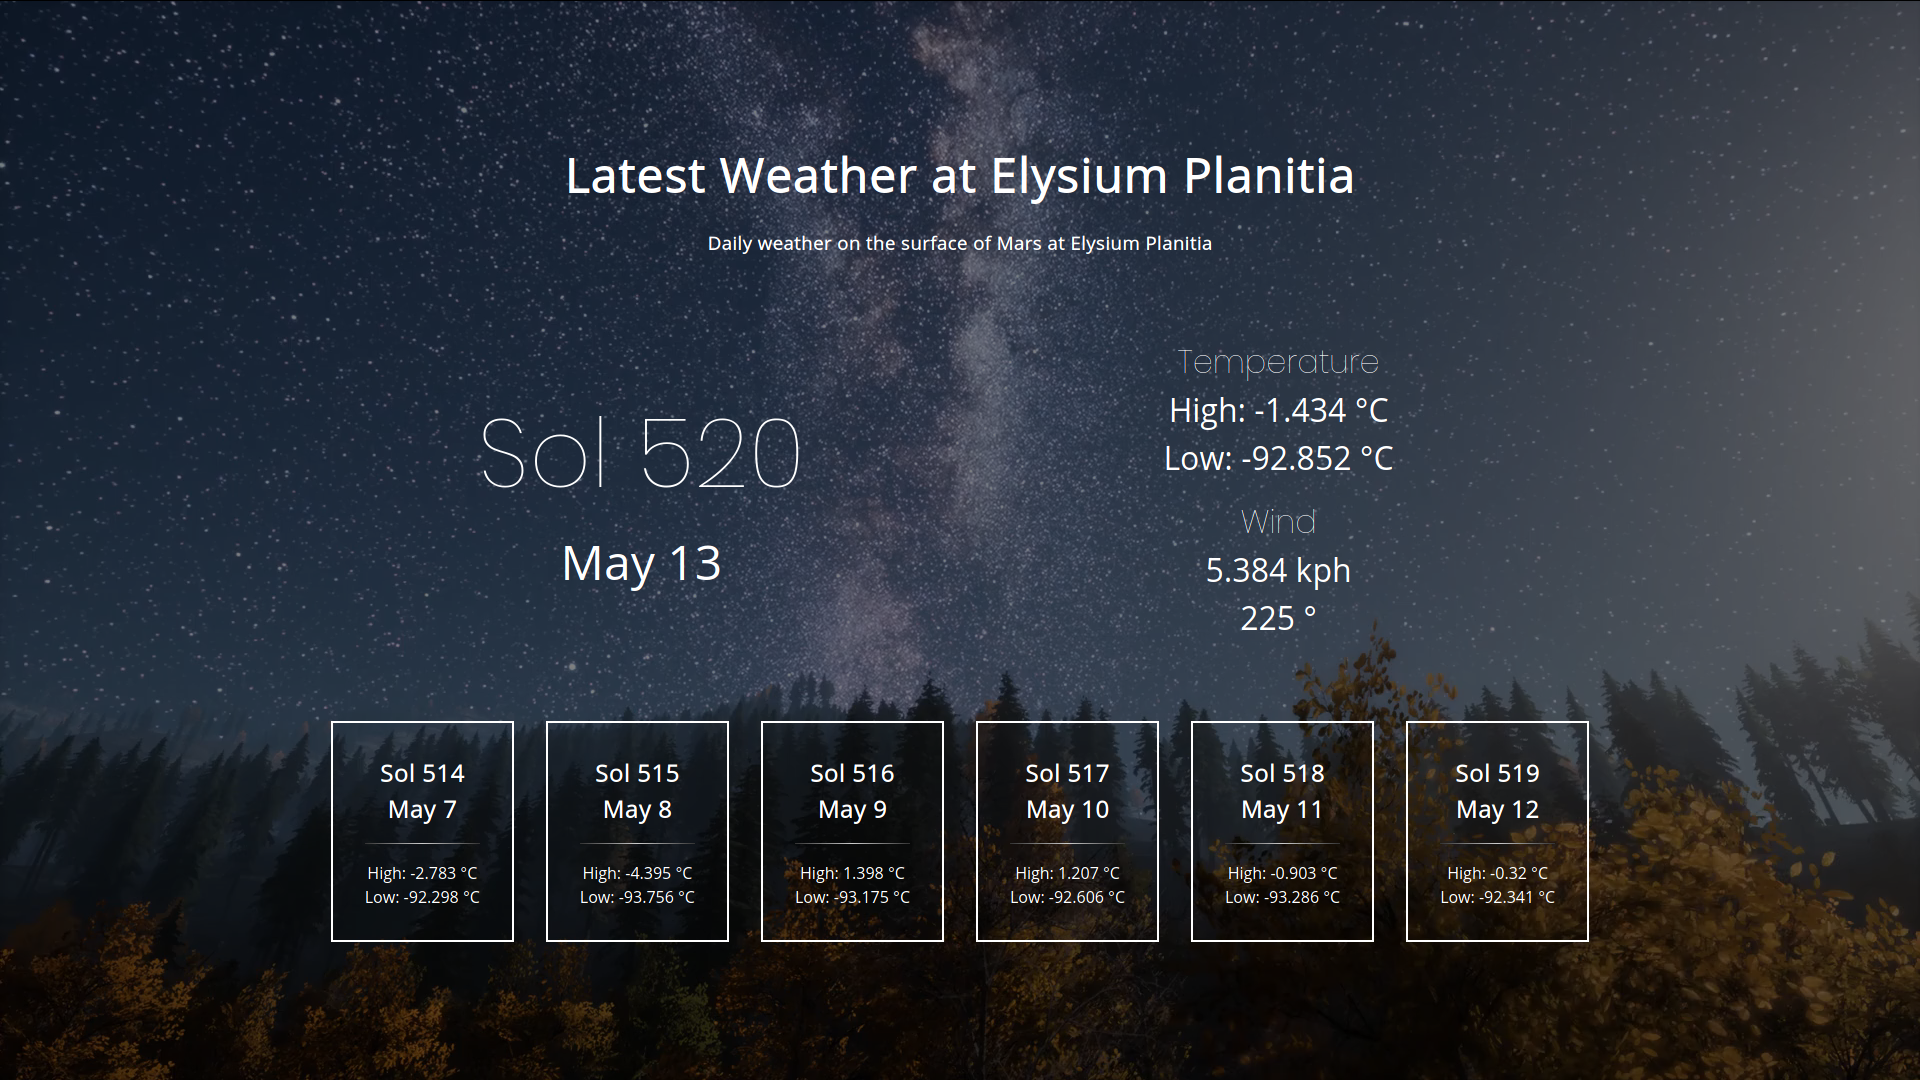 Latest Weather at Elysium Planitia
Daily weather on the surface of Mars at Elysium Planitia
Sol 520
May 13
Temperature
High: -1.434 °C
Low: -92.852 °C
Wind
5.384 kph
225 °
Sol 514
May 7
High: -2.783 °C
Low: -92.298 °C
Sol 515
May 8
High: -4.395 °C
Low: -93.756 °C
Sol 516
May 9
High: 1.398 °C
Low: -93.175 °C
Sol 517
May 10
High: 1.207 °C
Low: -92.606 °C
Sol 518
May 11
High: -0.903 °C
Low: -93.286 °C
Sol 519
May 12
High: -0.32 °C
Low: -92.341 °C